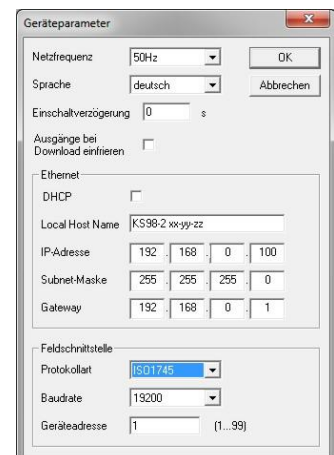 Geräteparameter
Netzfrequenz 50Hz OK
Sprache deutsch Abbrechen
Einschaltverzögerung 0 s
Ausgänge bei
Download einfrieren
Ethernet
DHCP
Local Host Name KS98-2 xx-yy-zz
IP-Adresse 192 . 168 . 0 . 100
Subnet-Maske 255 . 255 . 255 . 0
Gateway 192 . 168 . 0 . 1
Feldschnittstelle
Protokollart ISO1745
Baudrate 19200
Geräteadresse 1 (1...99)